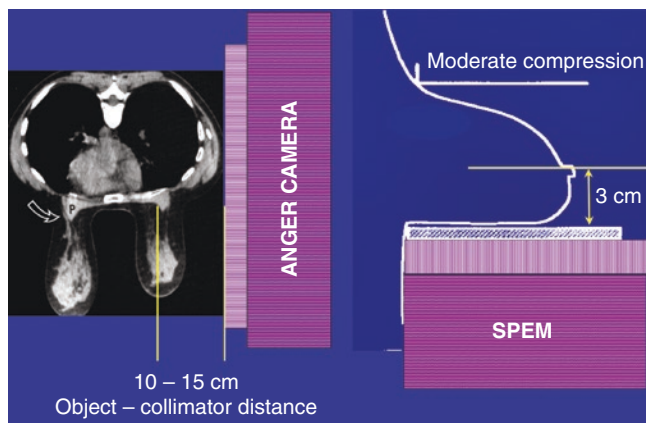 P
ANGER CAMERA
10 – 15 cm
Object – collimator distance
Moderate compression
3 cm
SPEM